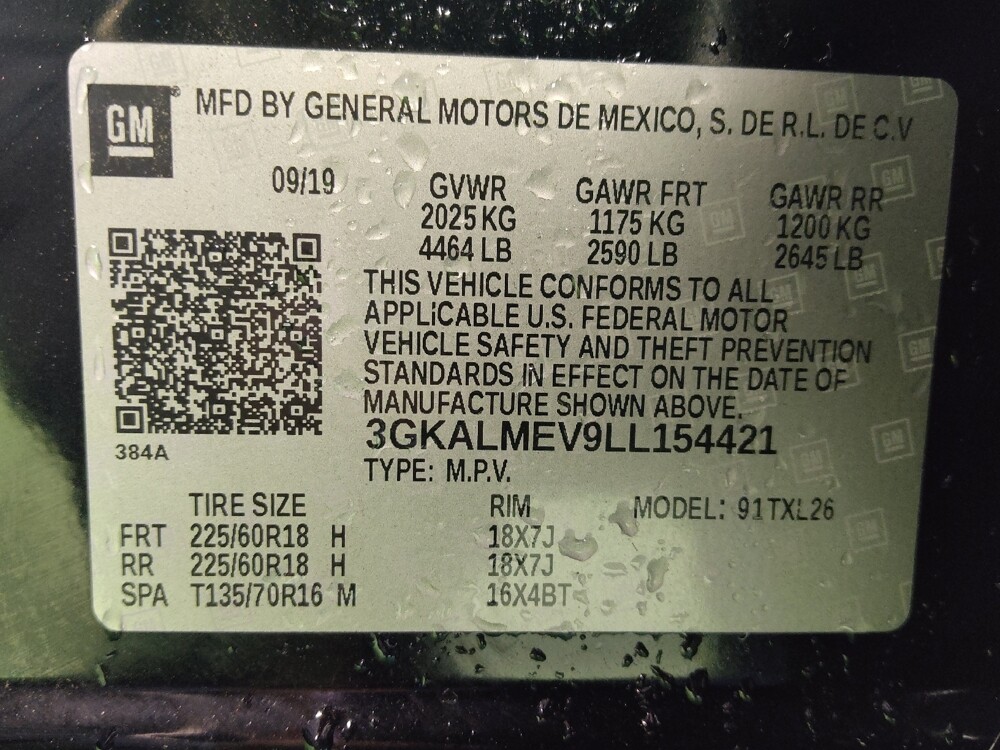 GM MFD BY GENERAL MOTORS DE MEXICO, S. DE R.L. DE C.V
09/19 GVWR GAWR FRT GAWR RR
2025 KG 1175 KG 1200 KG
4464 LB 2590 LB 2645 LB
THIS VEHICLE CONFORMS TO ALL
APPLICABLE U.S. FEDERAL MOTOR
VEHICLE SAFETY AND THEFT PREVENTION
STANDARDS IN EFFECT ON THE DATE OF
MANUFACTURE SHOWN ABOVE.
3GKALMEV9LL154421
384A TYPE: M.P.V.
TIRE SIZE RIM MODEL: 91TXL26
FRT 225/60R18 H 18X7J
RR 225/60R18 H 18X7J
SPA T135/70R16 M 16X4BT